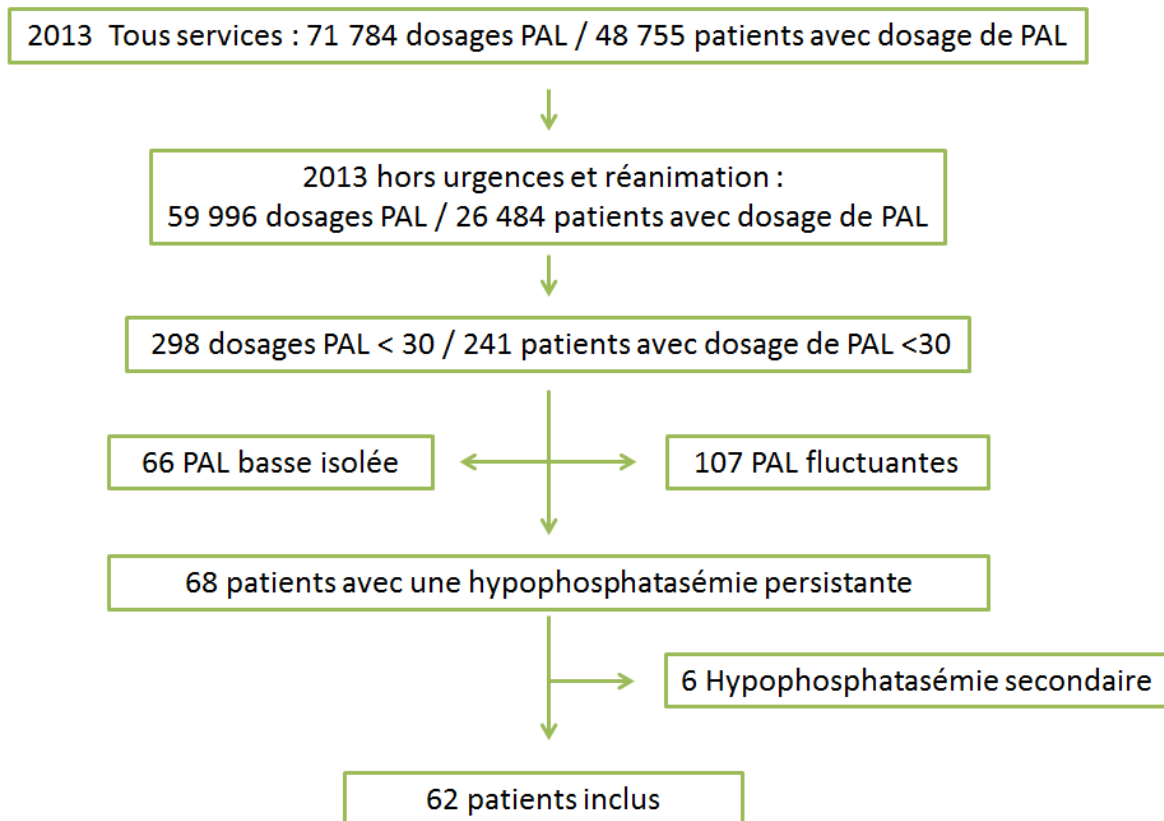 2013  Tous services : 71 784 dosages PAL / 48 755 patients avec dosage de PAL
2013 hors urgences et réanimation :
59 996 dosages PAL / 26 484 patients avec dosage de PAL
298 dosages PAL < 30 / 241 patients avec dosage de PAL <30
66 PAL basse isolée
107 PAL fluctuantes
68 patients avec une hypophosphatasémie persistante
6 Hypophosphatasémie secondaire
62 patients inclus